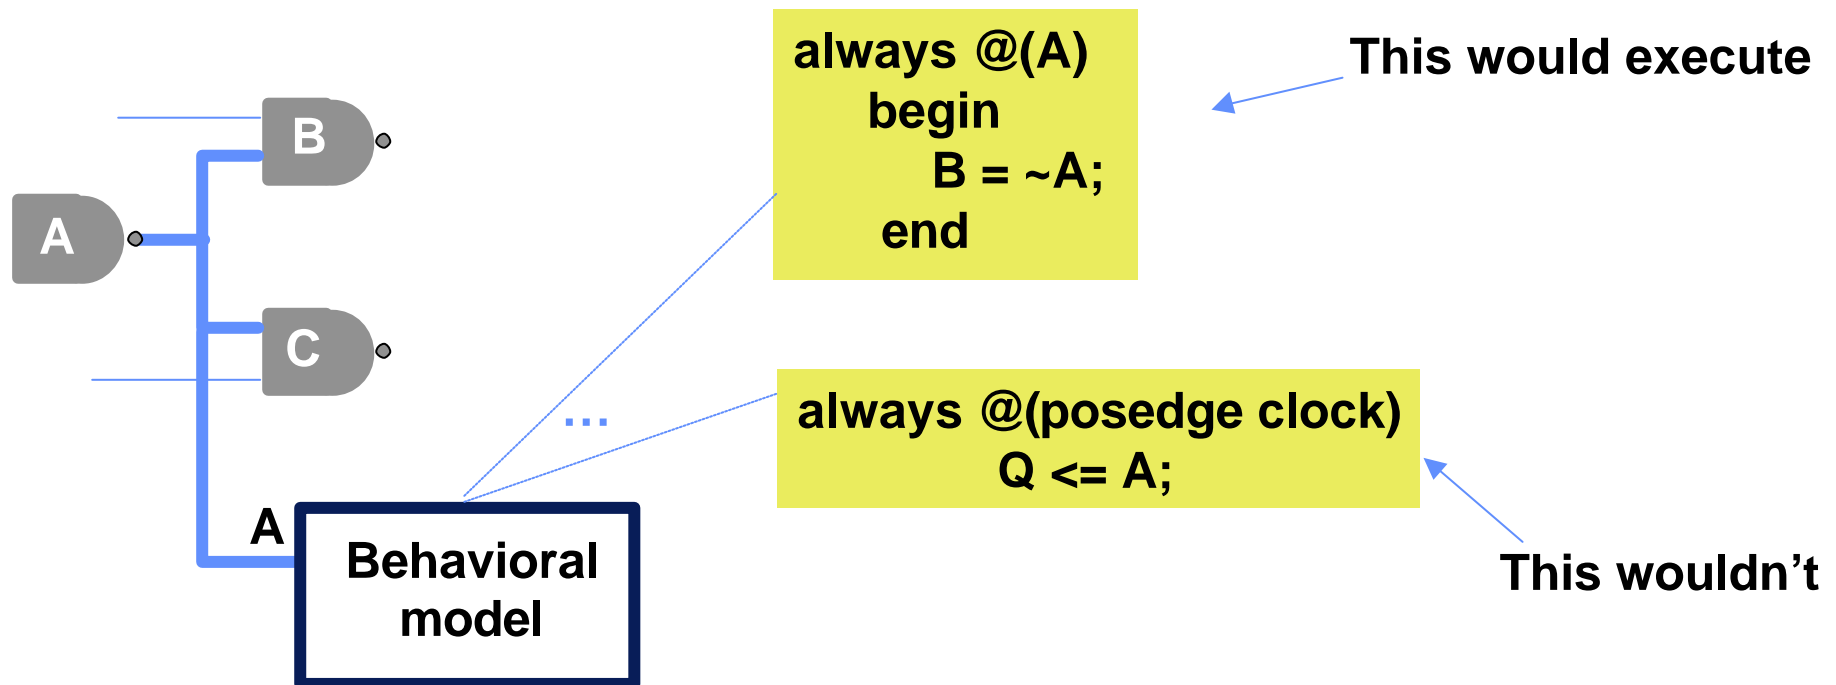 always @(A)
begin
B = ~A;
end
This would execute
B
A
C
...
always @(posedge clock)
Q <= A;
A
Behavioral
model
This wouldn’t